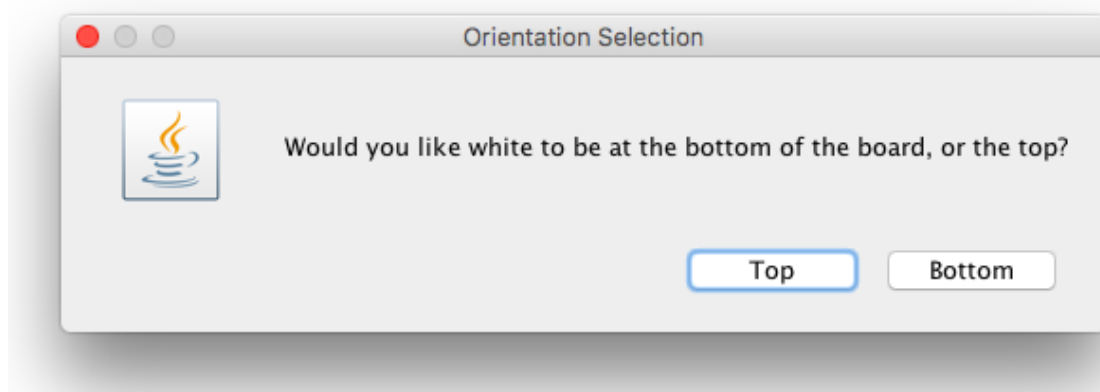 Orientation Selection
Would you like white to be at the bottom of the board, or the top?
Top
Bottom